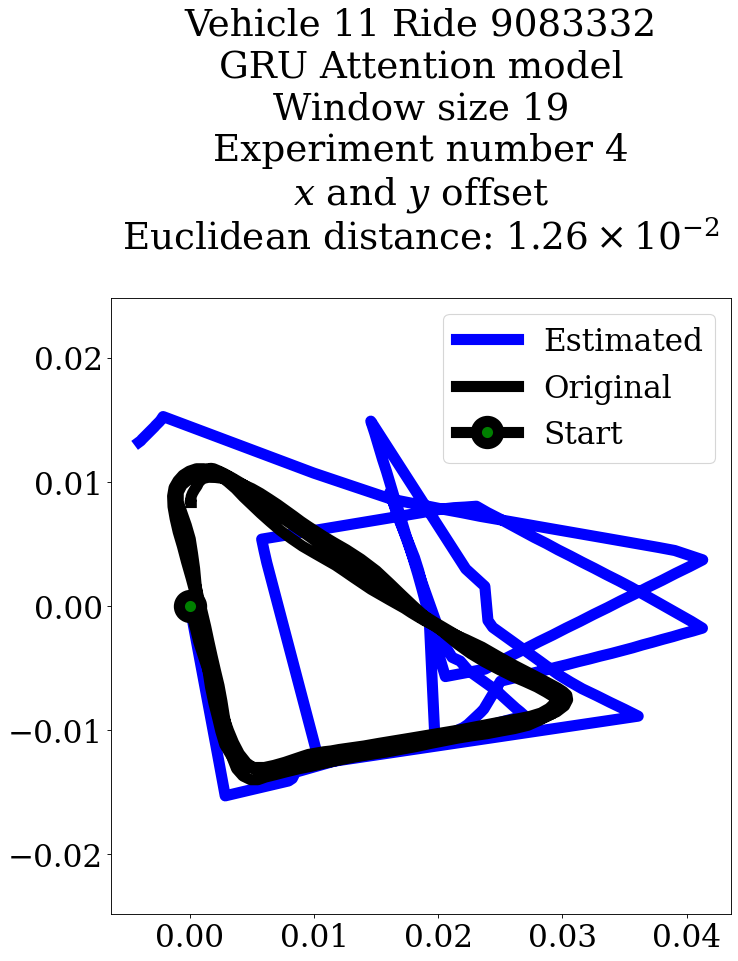 Vehicle 11 Ride 9083332
GRU Attention model
Window size 19
Experiment number 4
x and y offset
Euclidean distance: 1.26 × 10⁻²
Estimated
Original
Start
0.02
0.01
0.00
−0.01
−0.02
0.00 0.01 0.02 0.03 0.04